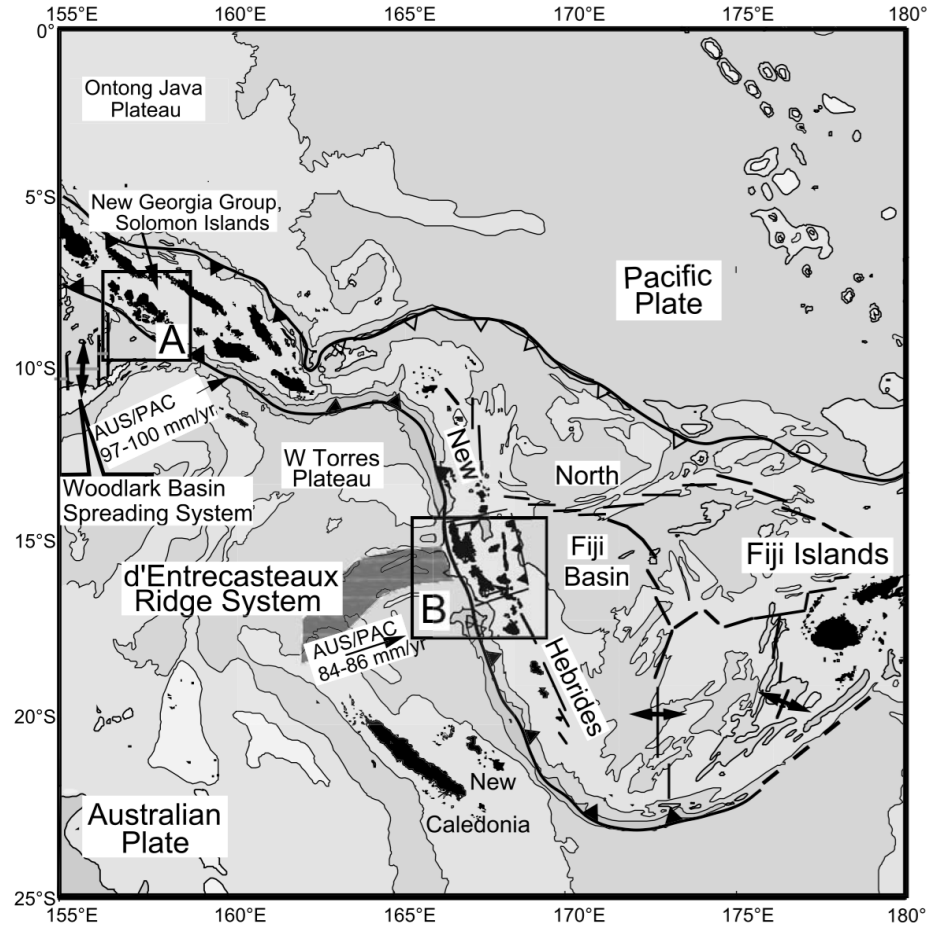 155°E
160°E
165°E
170°E
175°E
180°
0°
Ontong Java
Plateau
5°S
New Georgia Group,
Solomon Islands
Pacific
Plate
A
10°S
AUS/PAC
97-100 mm/yr.
W Torres
Plateau
New
North
Woodlark Basin
Spreading System
15°S
Fiji
Basin
Fiji Islands
d'Entrecasteaux
Ridge System
B
AUS/PAC
84-86 mm/yr
Hebrides
20°S
New
Caledonia
Australian
Plate
25°S
155°E
160°E
165°E
170°E
175°E
180°